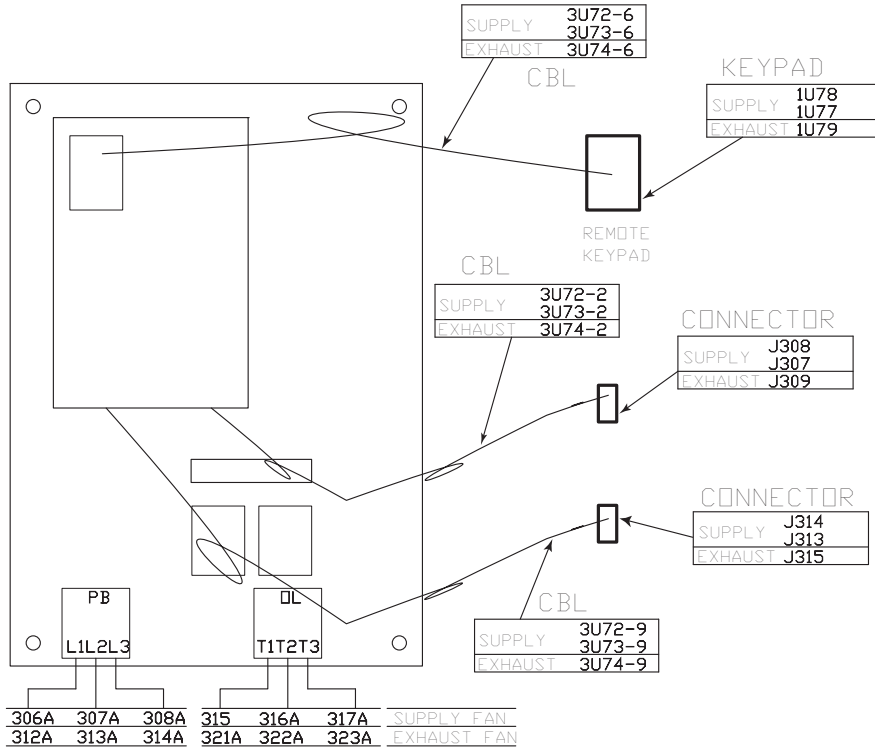 3U72-6
SUPPLY 3U73-6
EXHAUST 3U74-6
CBL
KEYPAD
1U78
SUPPLY 1U77
EXHAUST 1U79
REMOTE
KEYPAD
CBL
3U72-2
SUPPLY 3U73-2
EXHAUST 3U74-2
CONNECTOR
J308
SUPPLY J307
EXHAUST J309
CONNECTOR
J314
SUPPLY J313
EXHAUST J315
CBL
3U72-9
SUPPLY 3U73-9
EXHAUST 3U74-9
PB
L1L2L3
OL
T1T2T3
306A 307A 308A 315 316A 317A SUPPLY FAN
312A 313A 314A 321A 322A 323A EXHAUST FAN